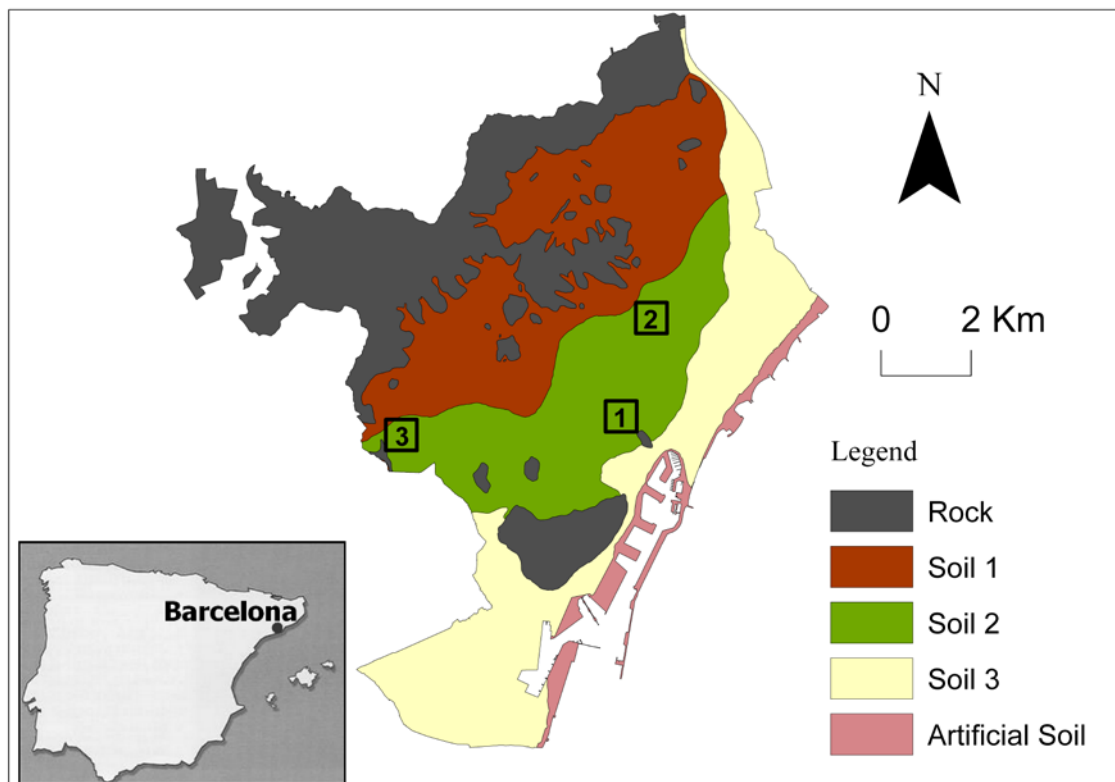 N
2
0 2 Km
1
3
Legend
Rock
Soil 1
Soil 2
Soil 3
Artificial Soil
Barcelona